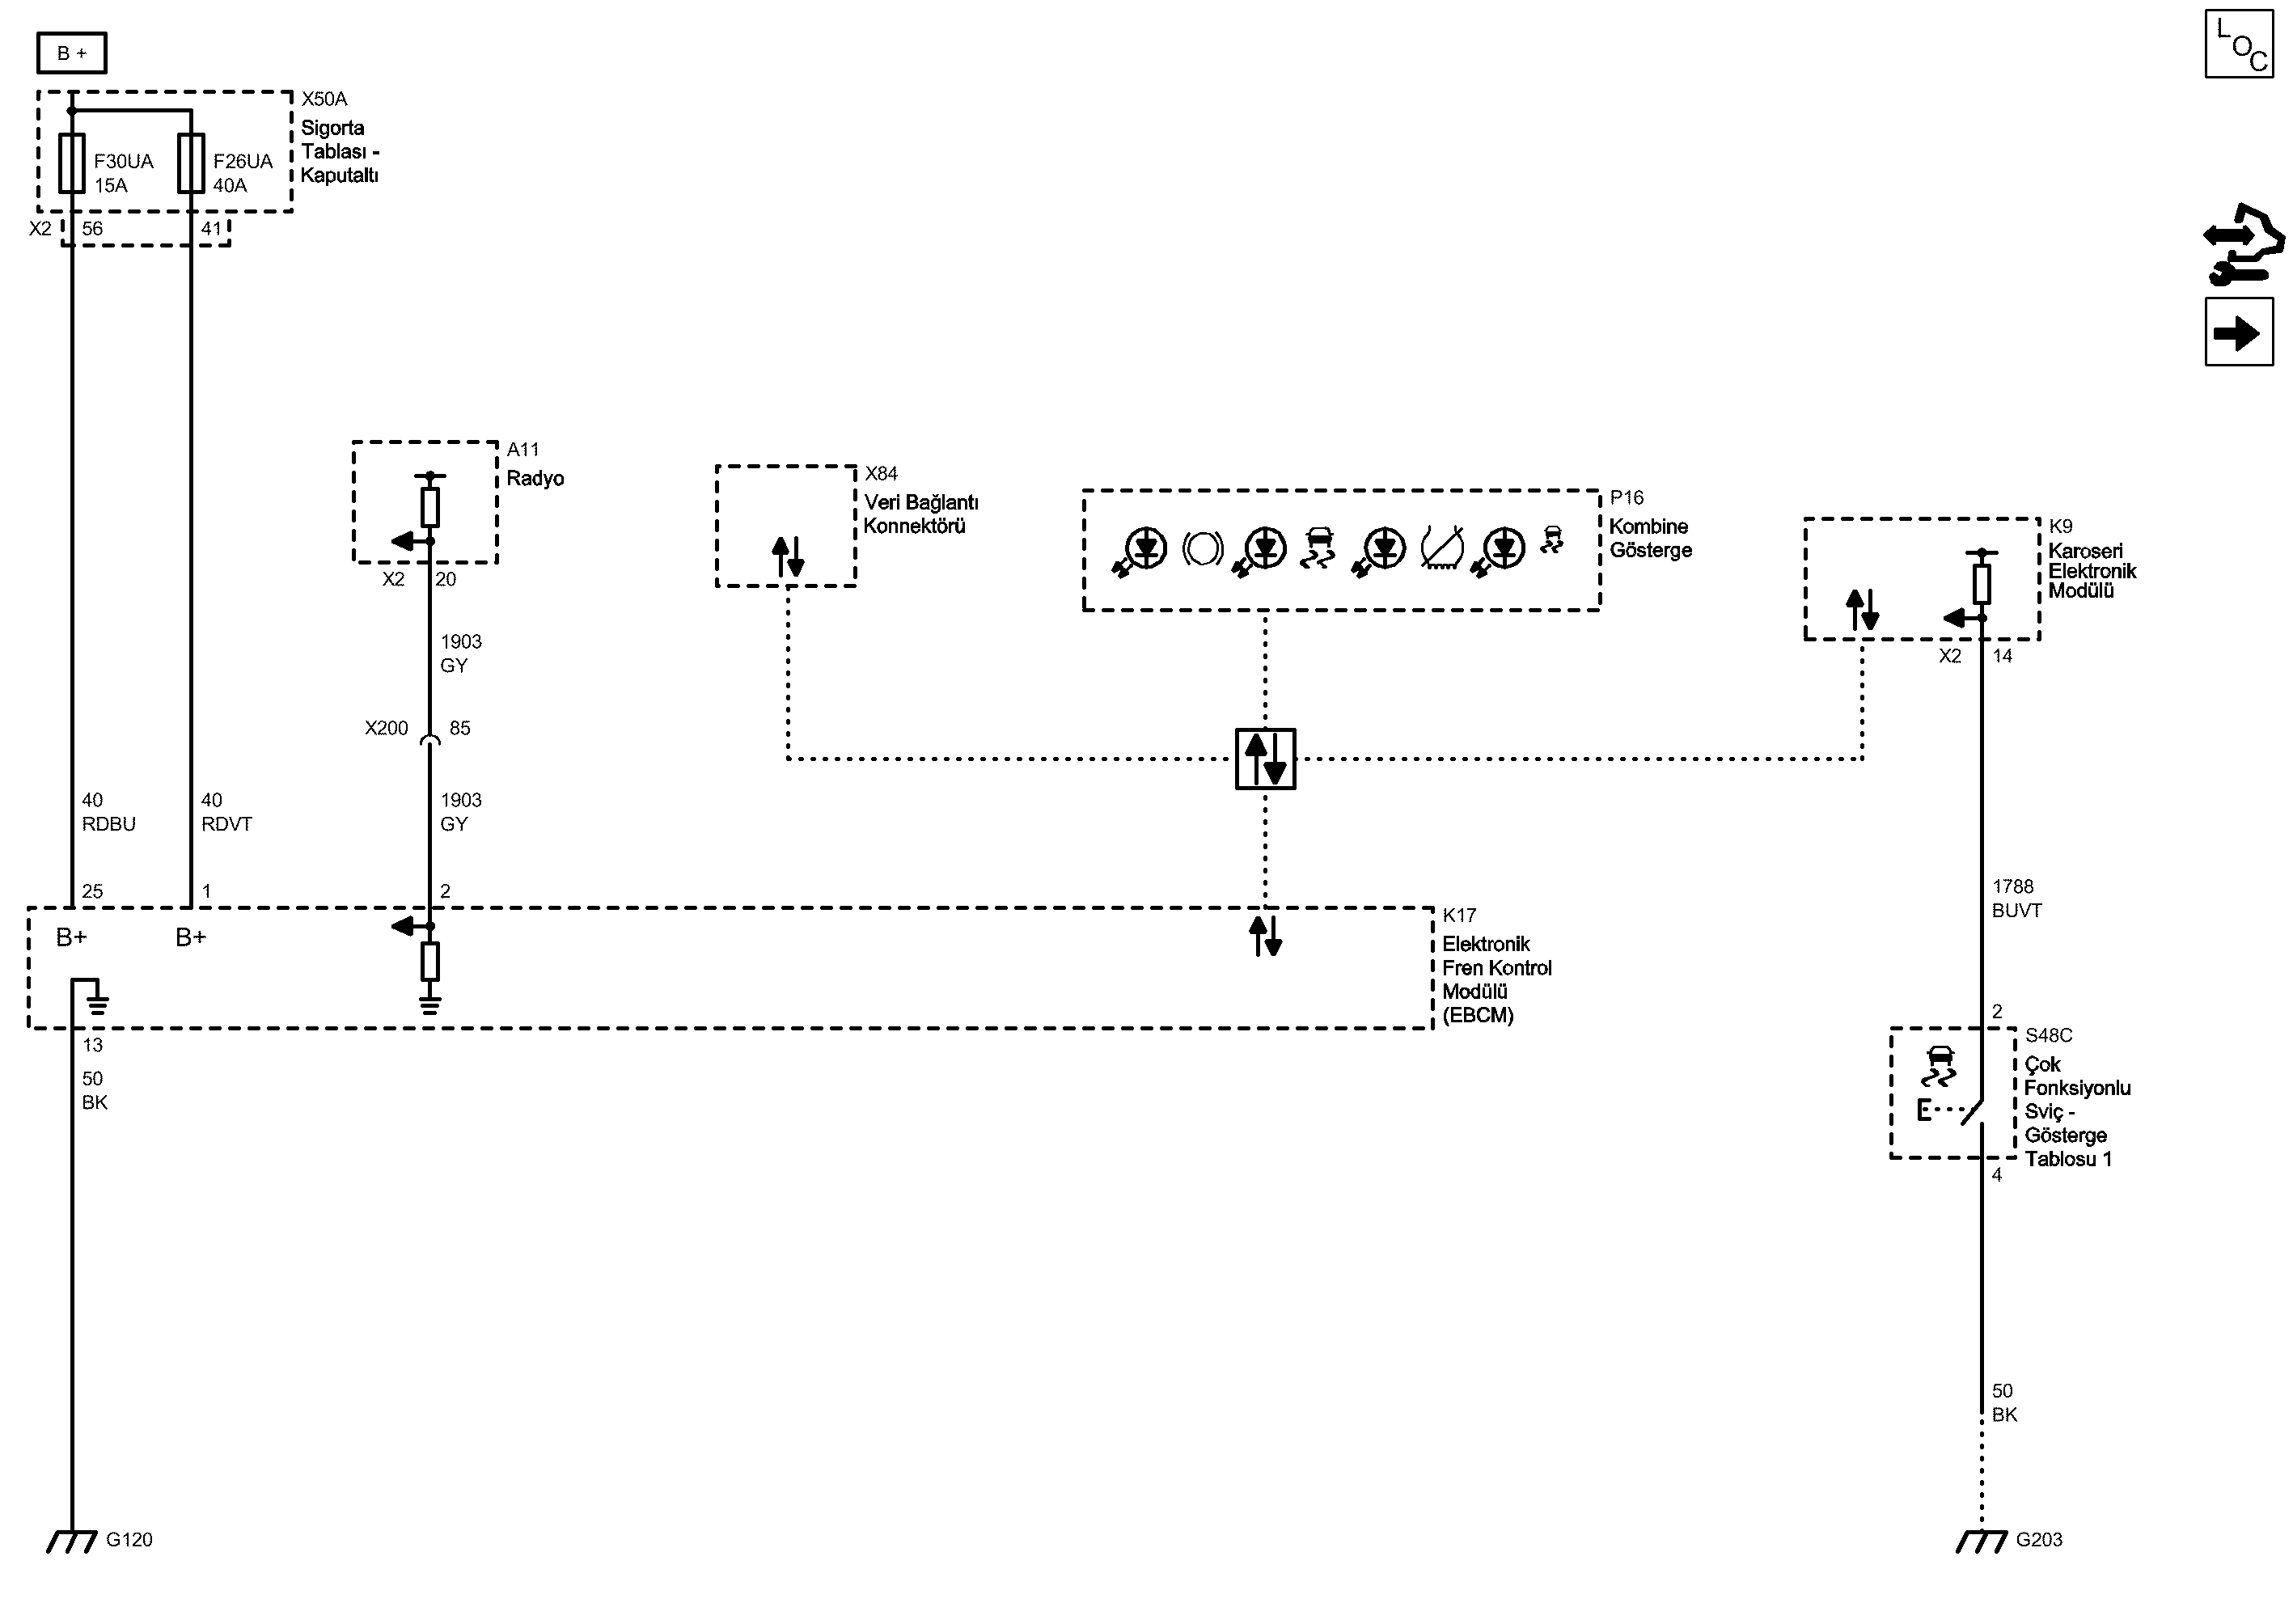 B +
LOC
X50A
Sigorta
Tablası -
Kaputaltı
F30UA
15A
F26UA
40A
X2
56
41
A11
Radyo
X2
20
1903
GY
X200
85
1903
GY
X84
Veri Bağlantı
Konnektörü
P16
Kombine
Gösterge
K9
Karoseri
Elektronik
Modülü
X2
14
40
RDBU
40
RDVT
25
1
2
B+
B+
K17
Elektronik
Fren Kontrol
Modülü
(EBCM)
1788
BUVT
2
S48C
Çok
Fonksiyonlu
Sviç -
Gösterge
Tablosu 1
4
13
50
BK
50
BK
G120
G203